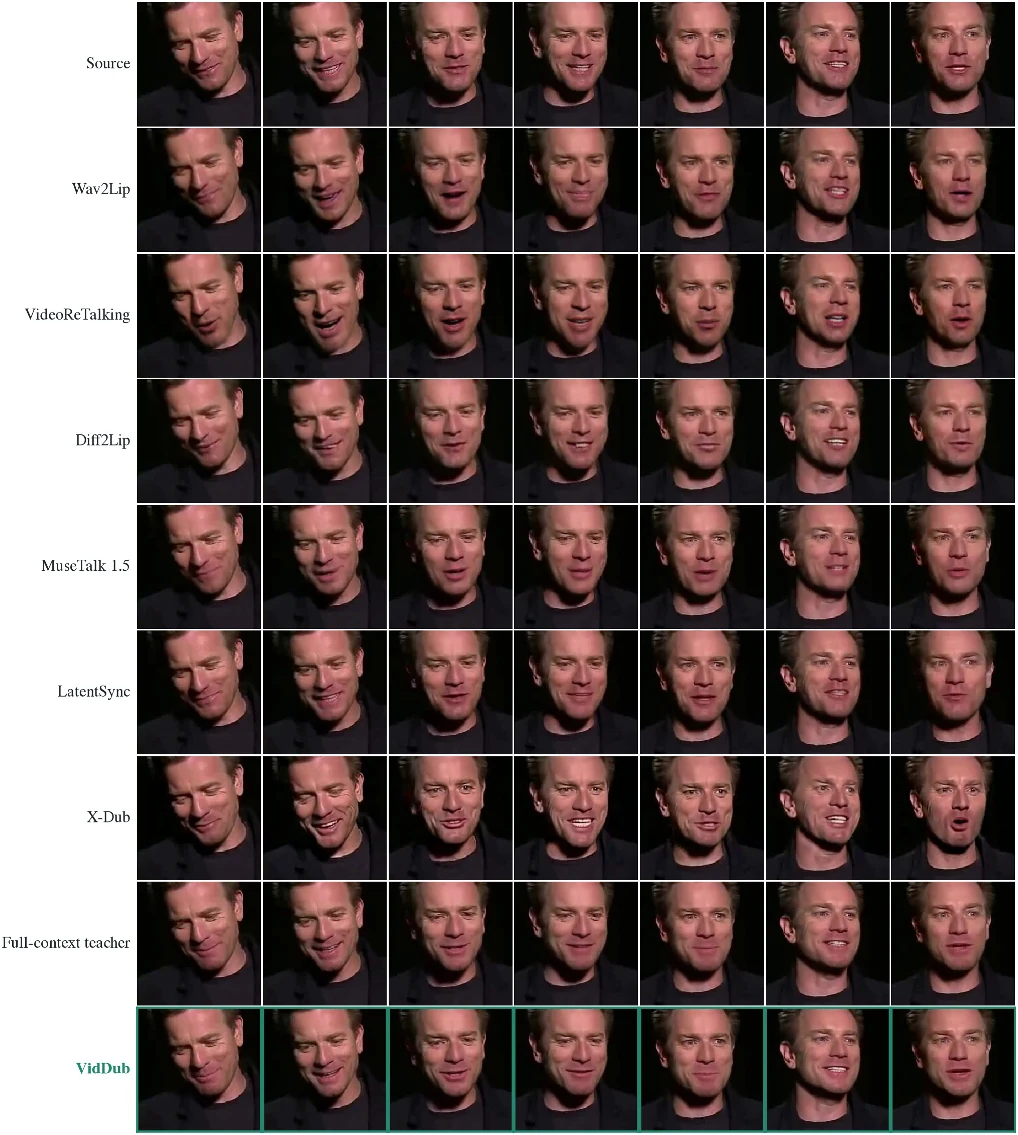 Source
Wav2Lip
VideoReTalking
Diff2Lip
MuseTalk 1.5
LatentSync
X-Dub
Full-context teacher
VidDub